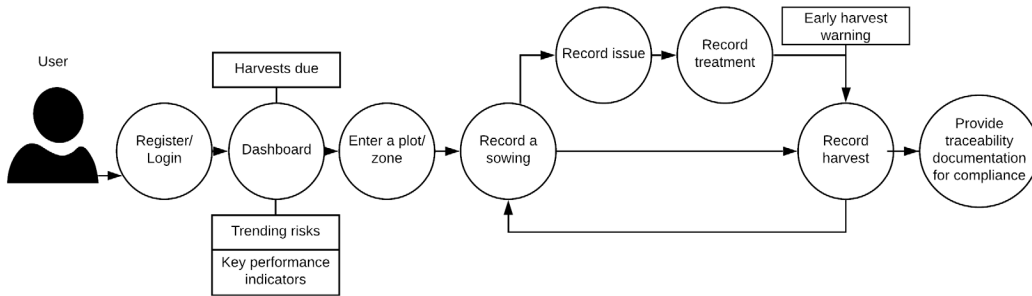 User
Register/
Login
Harvests due
Dashboard
Trending risks
Key performance
indicators
Enter a plot/
zone
Record a
sowing
Record issue
Record
treatment
Early harvest
warning
Record
harvest
Provide
traceability
documentation
for compliance